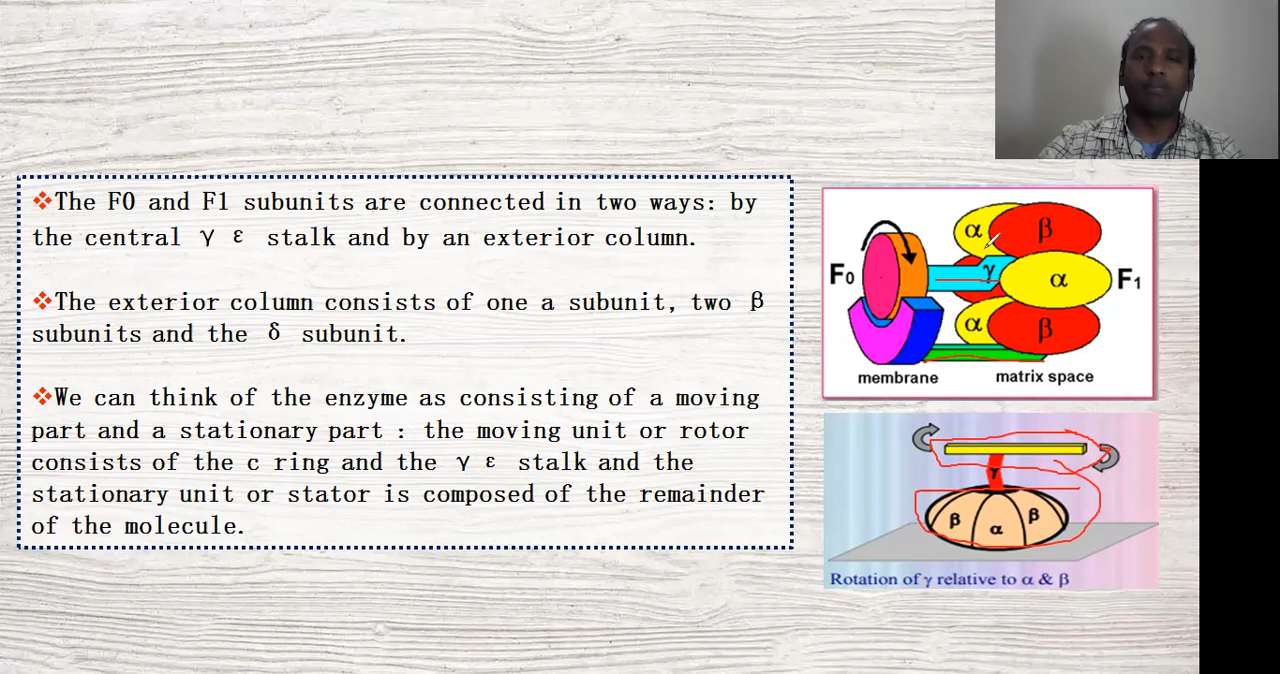 ❖The F0 and F1 subunits are connected in two ways: by
the central γ ε stalk and by an exterior column.
❖The exterior column consists of one a subunit, two β
subunits and the δ subunit.
❖We can think of the enzyme as consisting of a moving
part and a stationary part : the moving unit or rotor
consists of the c ring and the γ ε stalk and the
stationary unit or stator is composed of the remainder
of the molecule.
α β
F0 γ α F1
α β
membrane matrix space
γ
β α β
Rotation of γ relative to α & β